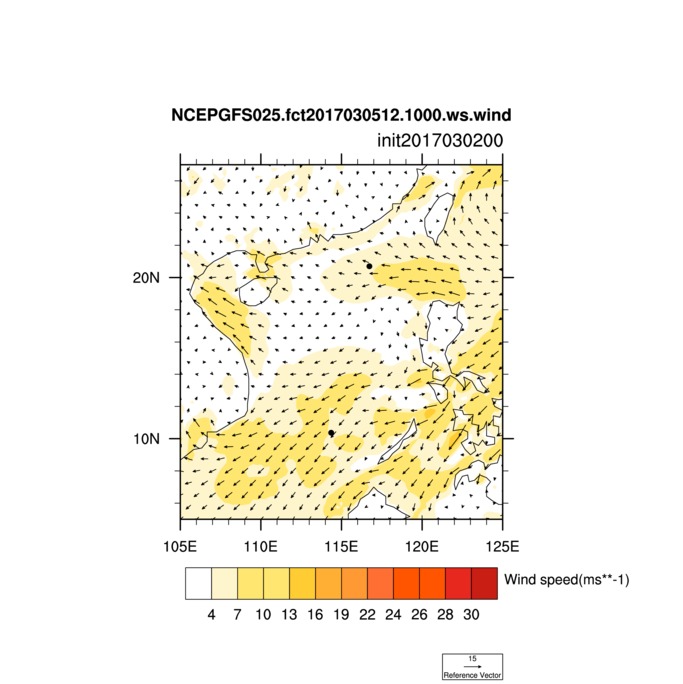 NCEPGFS025.fct2017030512.1000.ws.wind
init2017030200
20N
10N
105E 110E 115E 120E 125E
Wind speed(ms**-1)
4 7 10 13 16 19 22 24 26 28 30
15
Reference Vector